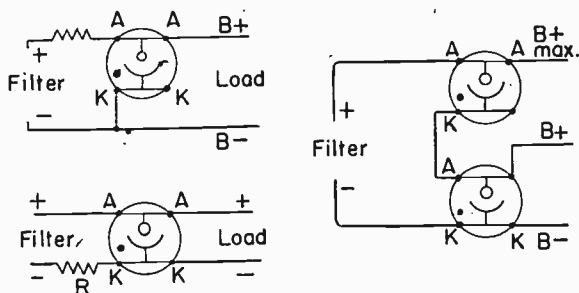 A A B+
+
Filter Load
K K
−
B−
+ A A +
Filter Load
− K K −
R
A A B+
max.
+
K
B+
Filter
A
−
K K B−